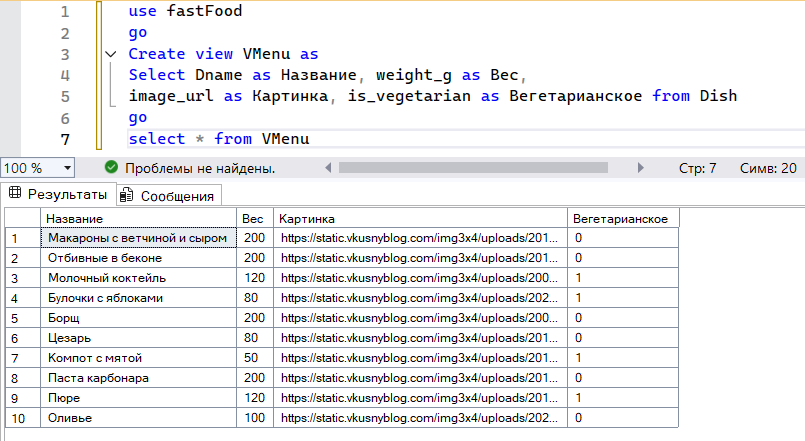 1 use fastFood
2 go
3 Create view VMenu as
4 Select Dname as Название, weight_g as Вес,
5 image_url as Картинка, is_vegetarian as Вегетарианское from Dish
6 go
7 select * from VMenu
100 % Проблемы не найдены. Стр: 7 Симв: 20
Результаты Сообщения
Название Вес Картинка Вегетарианское
1 Макароны с ветчиной и сыром 200 https://static.vkusnyblog.com/img3x4/uploads/201... 0
2 Отбивные в беконе 200 https://static.vkusnyblog.com/img3x4/uploads/201... 0
3 Молочный коктейль 120 https://static.vkusnyblog.com/img3x4/uploads/200... 1
4 Булочки с яблоками 80 https://static.vkusnyblog.com/img3x4/uploads/202... 1
5 Борщ 200 https://static.vkusnyblog.com/img3x4/uploads/200... 0
6 Цезарь 80 https://static.vkusnyblog.com/img3x4/uploads/201... 0
7 Компот с мятой 50 https://static.vkusnyblog.com/img3x4/uploads/201... 1
8 Паста карбонара 200 https://static.vkusnyblog.com/img3x4/uploads/201... 0
9 Пюре 120 https://static.vkusnyblog.com/img3x4/uploads/201... 1
10 Оливье 100 https://static.vkusnyblog.com/img3x4/uploads/202... 0